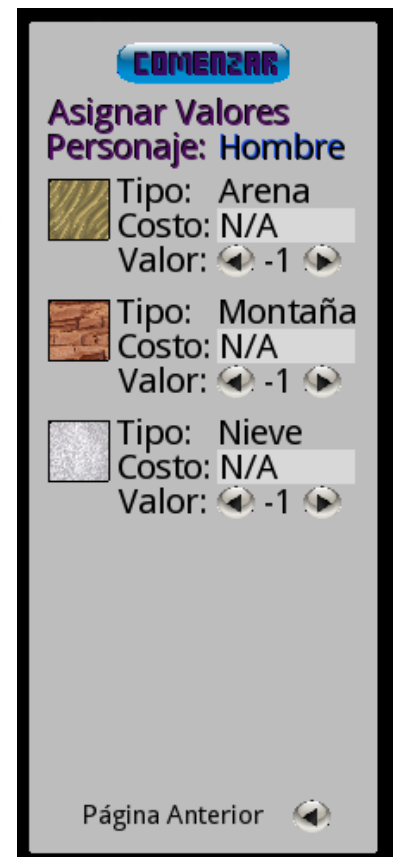 COMENZAR
Asignar Valores
Personaje: Hombre
Tipo: Arena
Costo: N/A
Valor: -1
Tipo: Montaña
Costo: N/A
Valor: -1
Tipo: Nieve
Costo: N/A
Valor: -1
Página Anterior